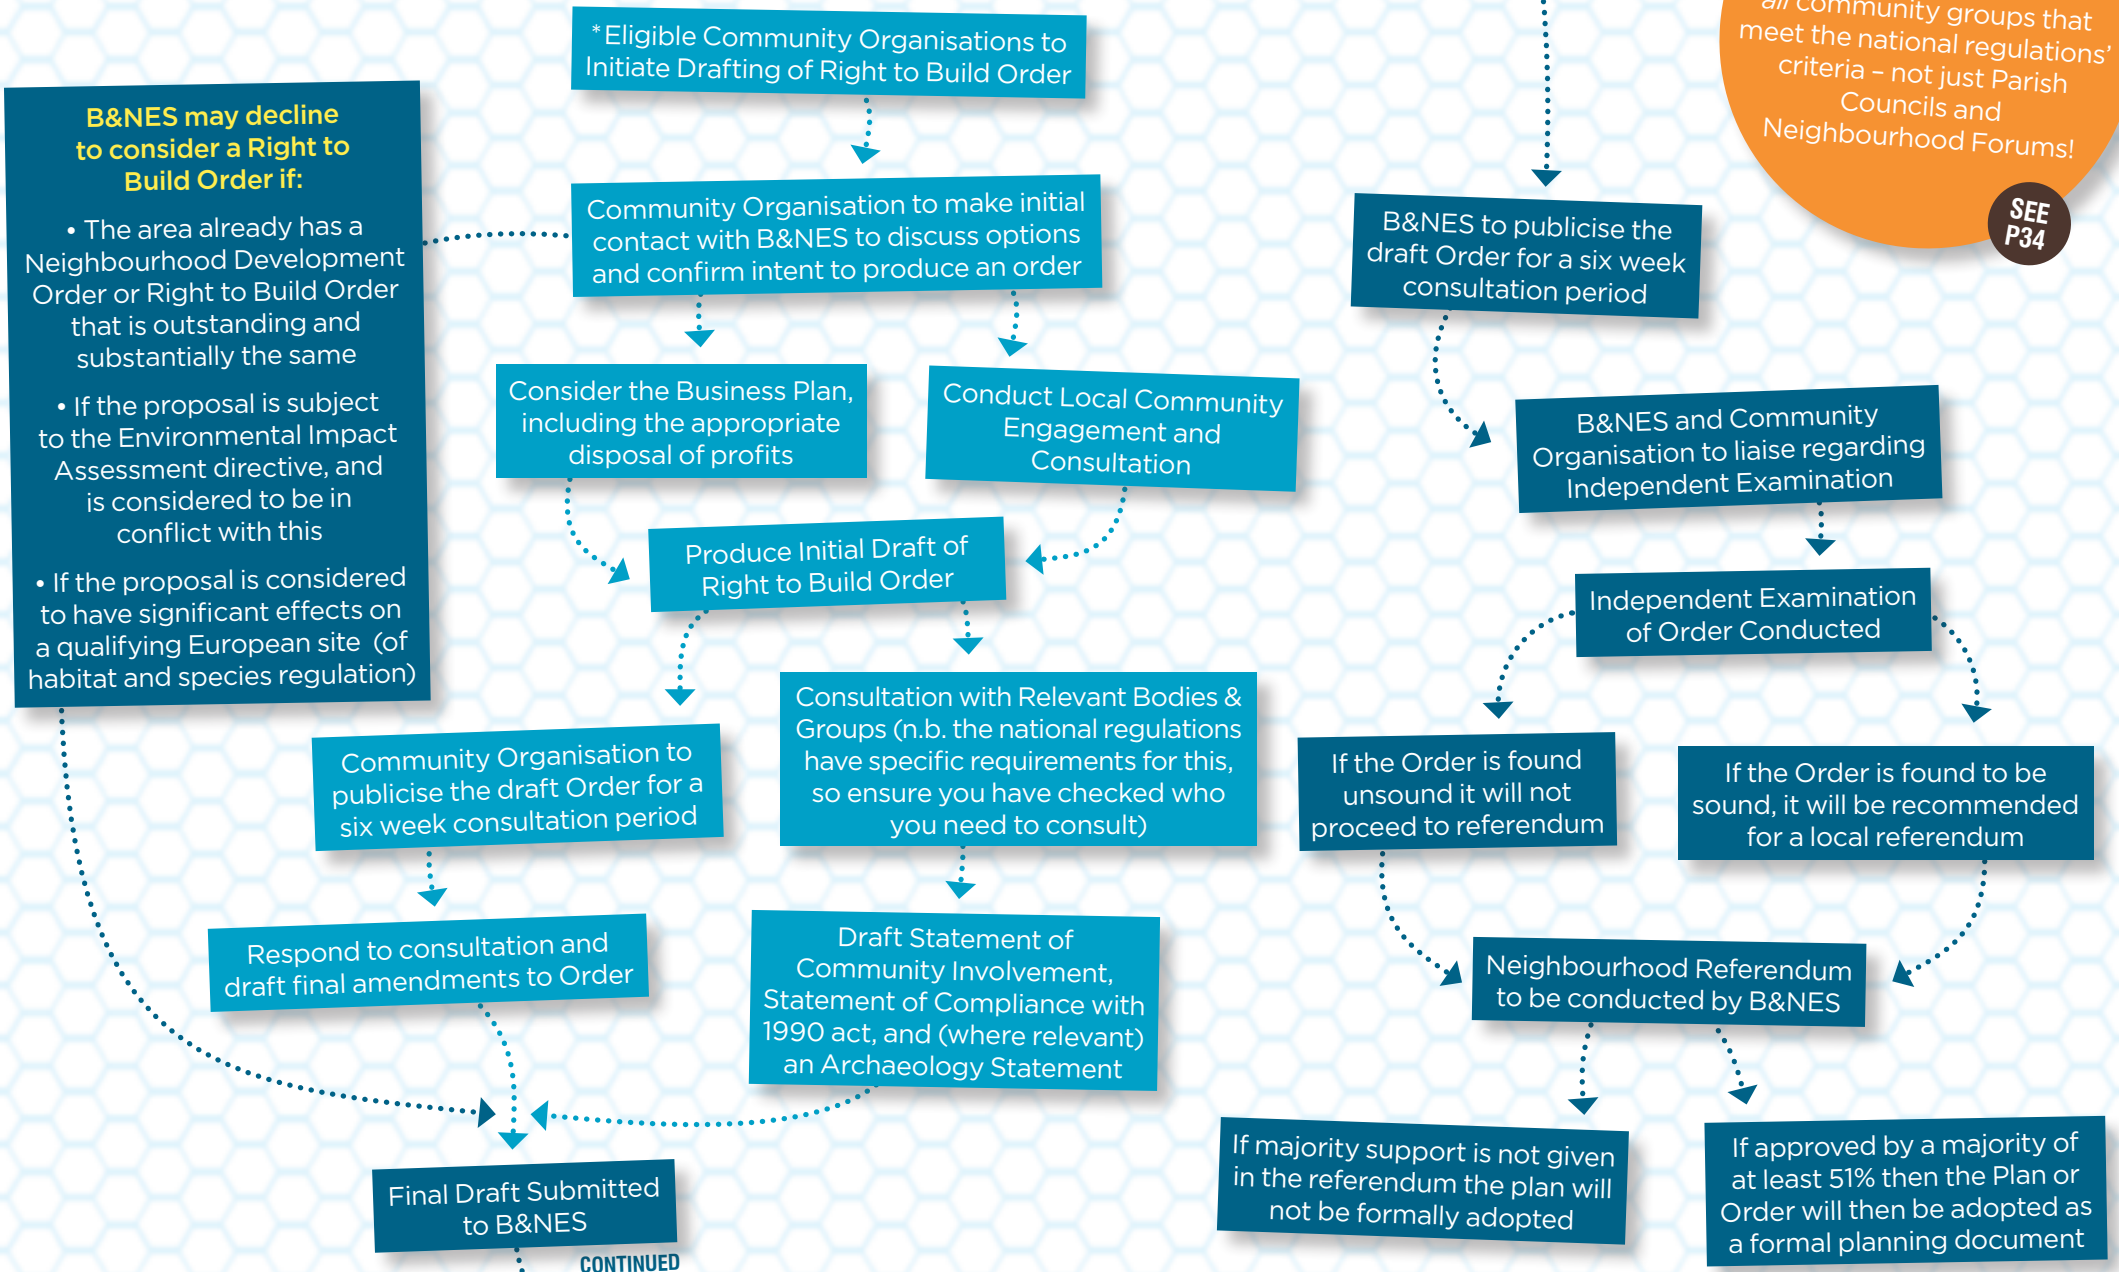 *Eligible Community Organisations to
Initiate Drafting of Right to Build Order
B&NES may decline
to consider a Right to
Build Order if:
• The area already has a
Neighbourhood Development
Order or Right to Build Order
that is outstanding and
substantially the same
• If the proposal is subject
to the Environmental Impact
Assessment directive, and
is considered to be in
conflict with this
• If the proposal is considered
to have significant effects on
a qualifying European site (of
habitat and species regulation)
Community Organisation to make initial
contact with B&NES to discuss options
and confirm intent to produce an order
Consider the Business Plan,
including the appropriate
disposal of profits
Conduct Local Community
Engagement and
Consultation
Produce Initial Draft of
Right to Build Order
Community Organisation to
publicise the draft Order for a
six week consultation period
Consultation with Relevant Bodies &
Groups (n.b. the national regulations
have specific requirements for this,
so ensure you have checked who
you need to consult)
Respond to consultation and
draft final amendments to Order
Draft Statement of
Community Involvement,
Statement of Compliance with
1990 act, and (where relevant)
an Archaeology Statement
Final Draft Submitted
to B&NES
CONTINUED
all community groups that
meet the national regulations'
criteria – not just Parish
Councils and
Neighbourhood Forums!
SEE
P34
B&NES to publicise the
draft Order for a six week
consultation period
B&NES and Community
Organisation to liaise regarding
Independent Examination
Independent Examination
of Order Conducted
If the Order is found
unsound it will not
proceed to referendum
If the Order is found to be
sound, it will be recommended
for a local referendum
Neighbourhood Referendum
to be conducted by B&NES
If majority support is not given
in the referendum the plan will
not be formally adopted
If approved by a majority of
at least 51% then the Plan or
Order will then be adopted as
a formal planning document